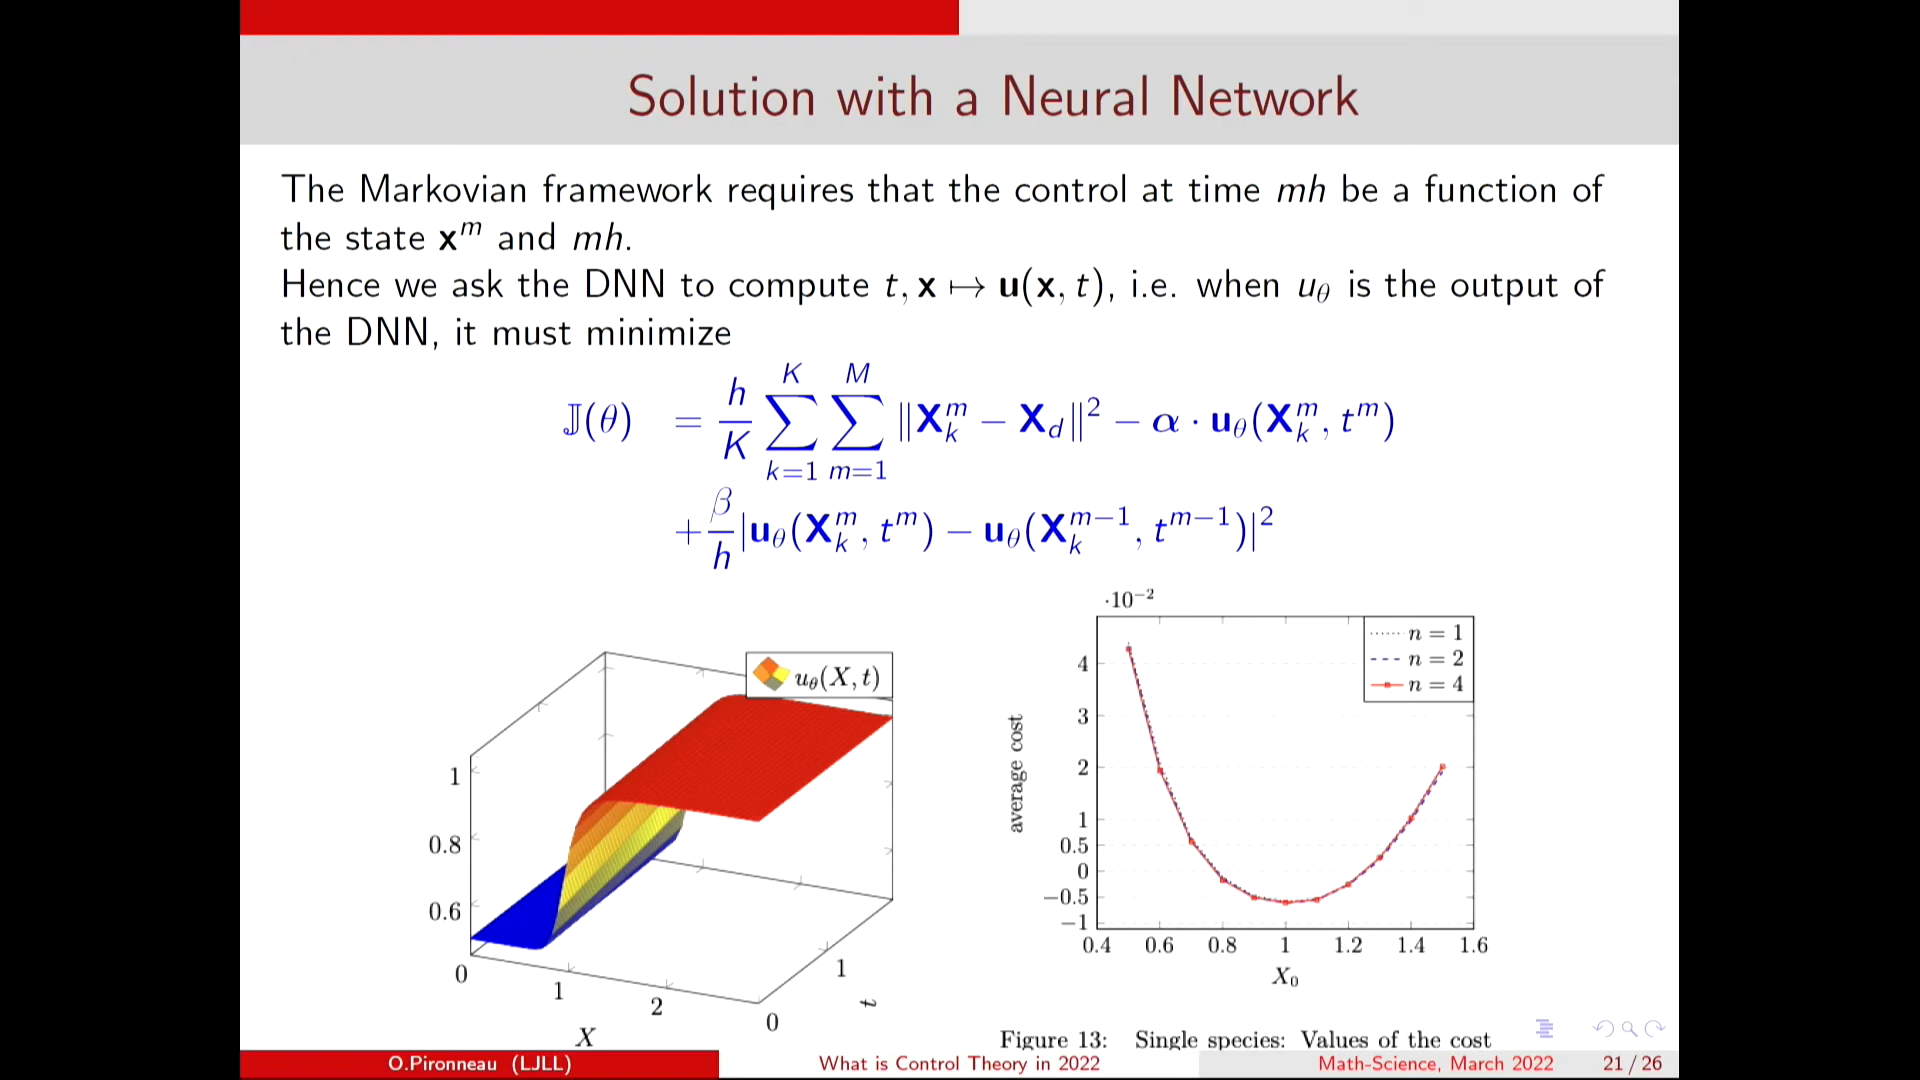 Solution with a Neural Network
The Markovian framework requires that the control at time mh be a function of
the state x^m and mh.
Hence we ask the DNN to compute t, x ↦ u(x, t), i.e. when u_θ is the output of
the DNN, it must minimize
𝕁(θ) = h/K ∑_{k=1}^{K} ∑_{m=1}^{M} ‖X_k^m − X_d‖² − α · u_θ(X_k^m, t^m)
+ β/h |u_θ(X_k^m, t^m) − u_θ(X_k^{m−1}, t^{m−1})|²
u_θ(X, t)
1
0.8
0.6
0
1
2
X
0
1
t
·10⁻²
n = 1
n = 2
n = 4
average cost
4
3
2
1
0.5
0
−0.5
−1
0.4 0.6 0.8 1 1.2 1.4 1.6
X₀
Figure 13: Single species: Values of the cost
O.Pironneau (LJLL) What is Control Theory in 2022 Math-Science, March 2022 21 / 26